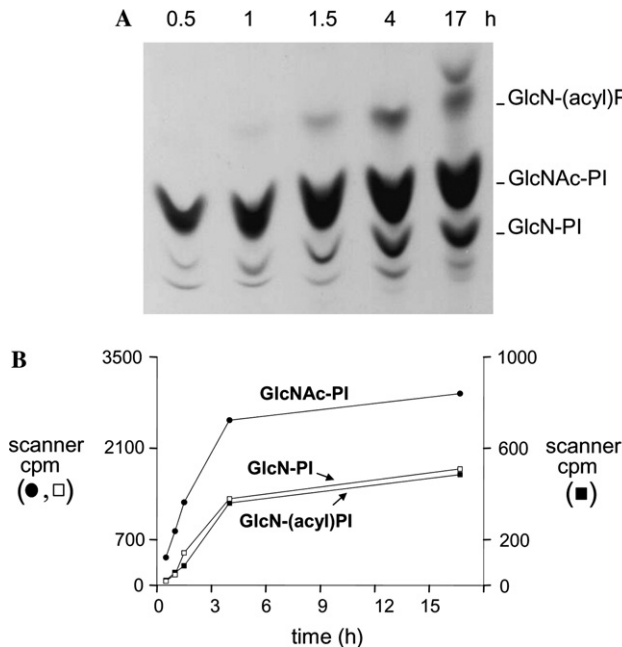 A 0.5 1 1.5 4 17 h
GlcN-(acyl)P
GlcNAc-PI
GlcN-PI
B
3500
2100
700
0
1000
600
200
0
scanner
cpm
(●,□)
scanner
cpm
(■)
GlcNAc-PI
GlcN-PI
GlcN-(acyl)PI
0 3 6 9 12 15
time (h)